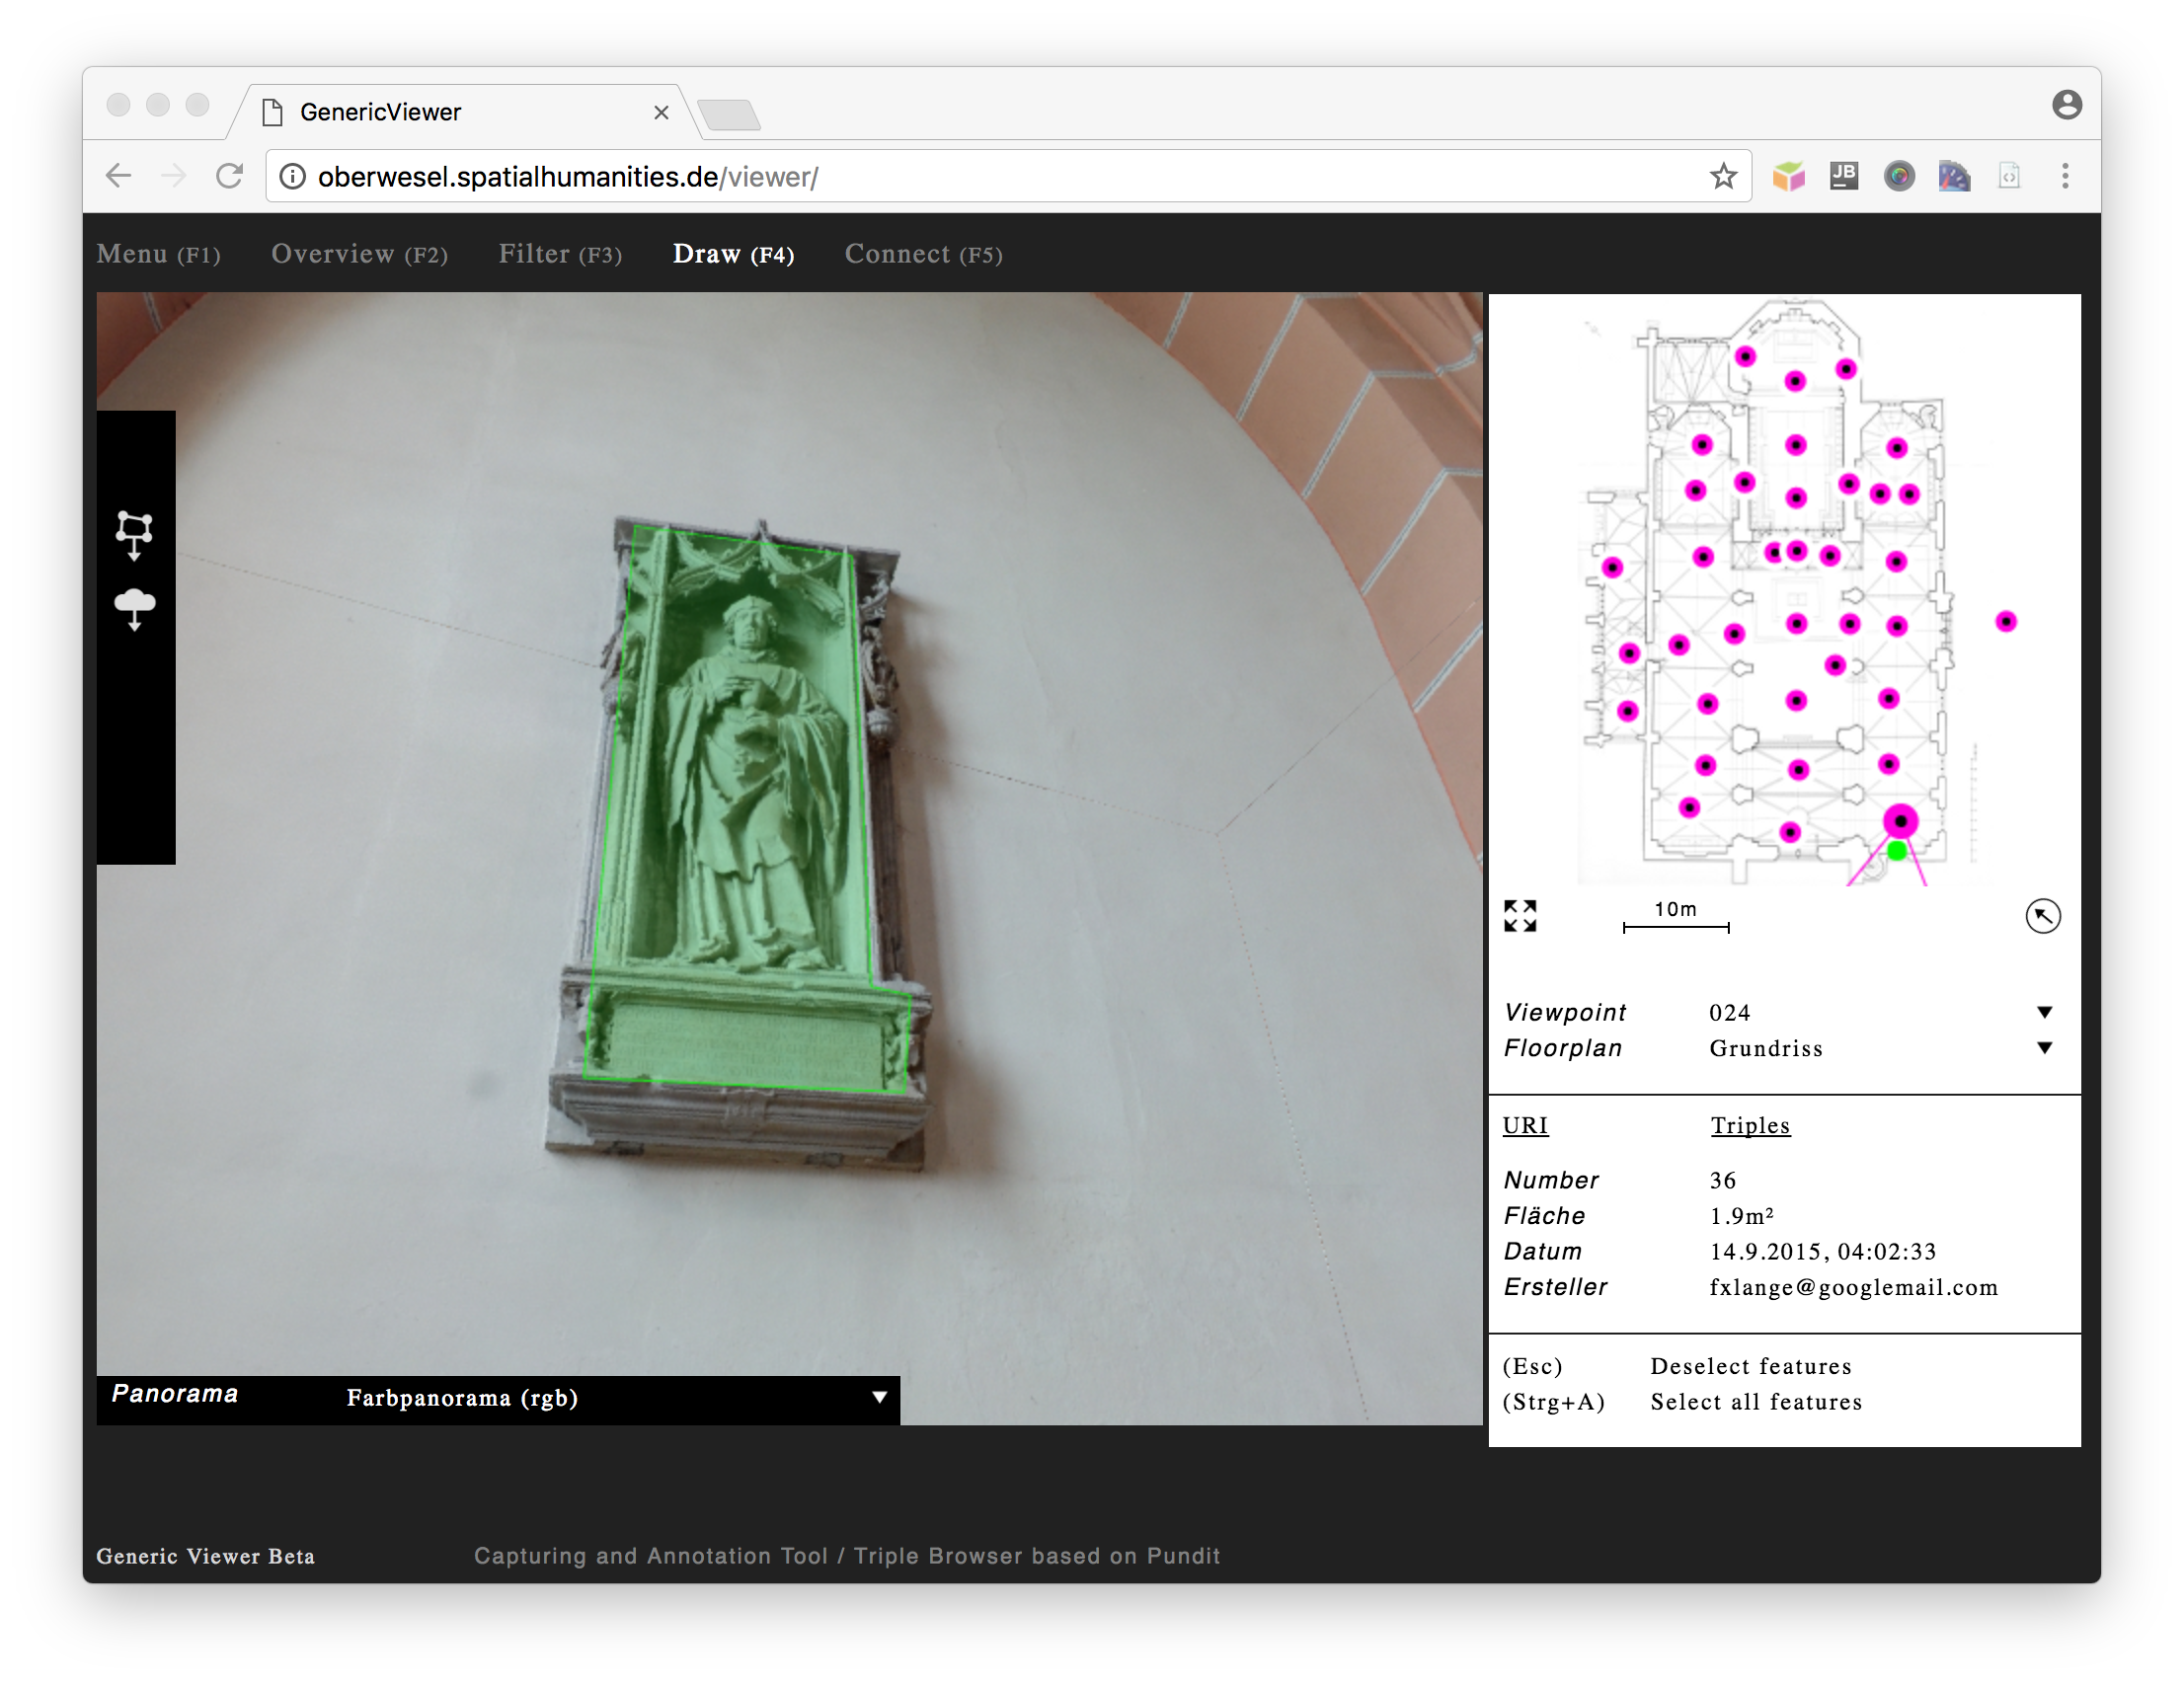 GenericViewer
oberwesel.spatialhumanities.de/viewer/
JB
Menu (F1) Overview (F2) Filter (F3) Draw (F4) Connect (F5)
10m
Viewpoint 024
Floorplan Grundriss
URI Triples
Number 36
Fläche 1.9m²
Datum 14.9.2015, 04:02:33
Ersteller fxlange@googlemail.com
(Esc) Deselect features
(Strg+A) Select all features
Panorama Farbpanorama (rgb)
Generic Viewer Beta Capturing and Annotation Tool / Triple Browser based on Pundit